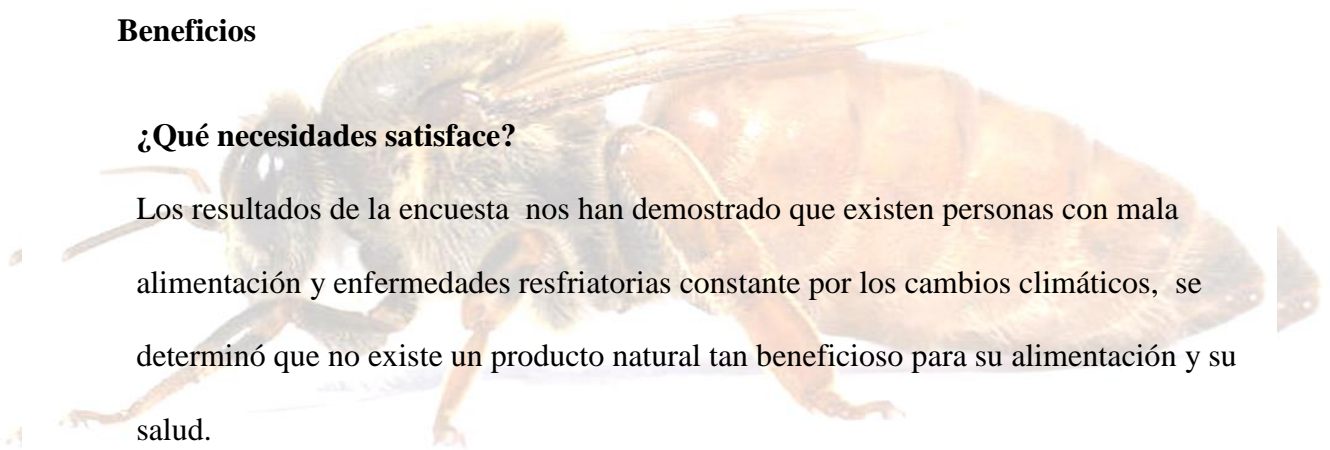 Beneficios
¿Qué necesidades satisface?
Los resultados de la encuesta  nos han demostrado que existen personas con mala
alimentación y enfermedades resfriatorias constante por los cambios climáticos,  se
determinó que no existe un producto natural tan beneficioso para su alimentación y su
salud.